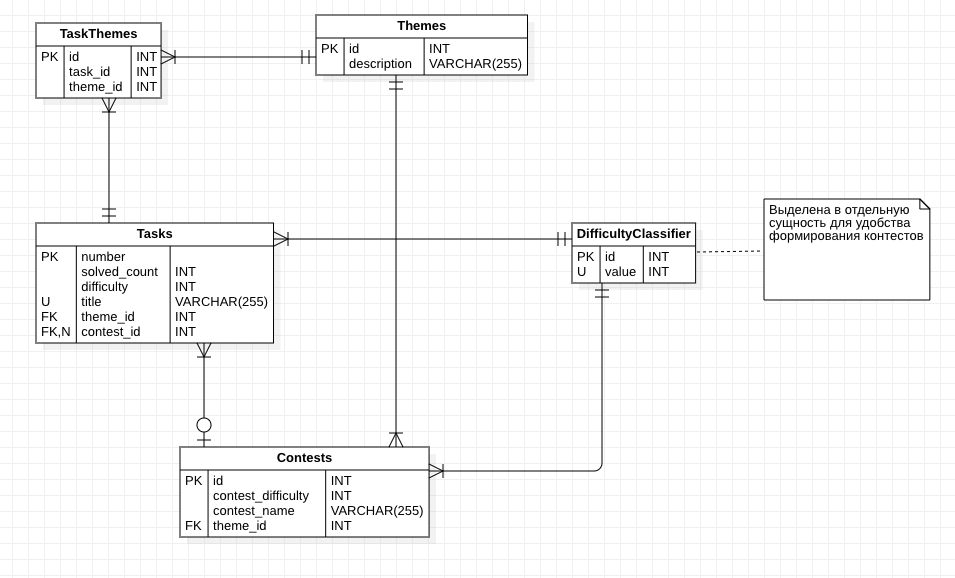 TaskThemes
PK id INT
task_id INT
theme_id INT
Themes
PK id INT
description VARCHAR(255)
Tasks
PK number
solved_count INT
difficulty INT
U title VARCHAR(255)
FK theme_id INT
FK,N contest_id INT
DifficultyClassifier
PK id INT
U value INT
Выделена в отдельную
сущность для удобства
формирования контестов
Contests
PK id INT
contest_difficulty INT
contest_name VARCHAR(255)
FK theme_id INT